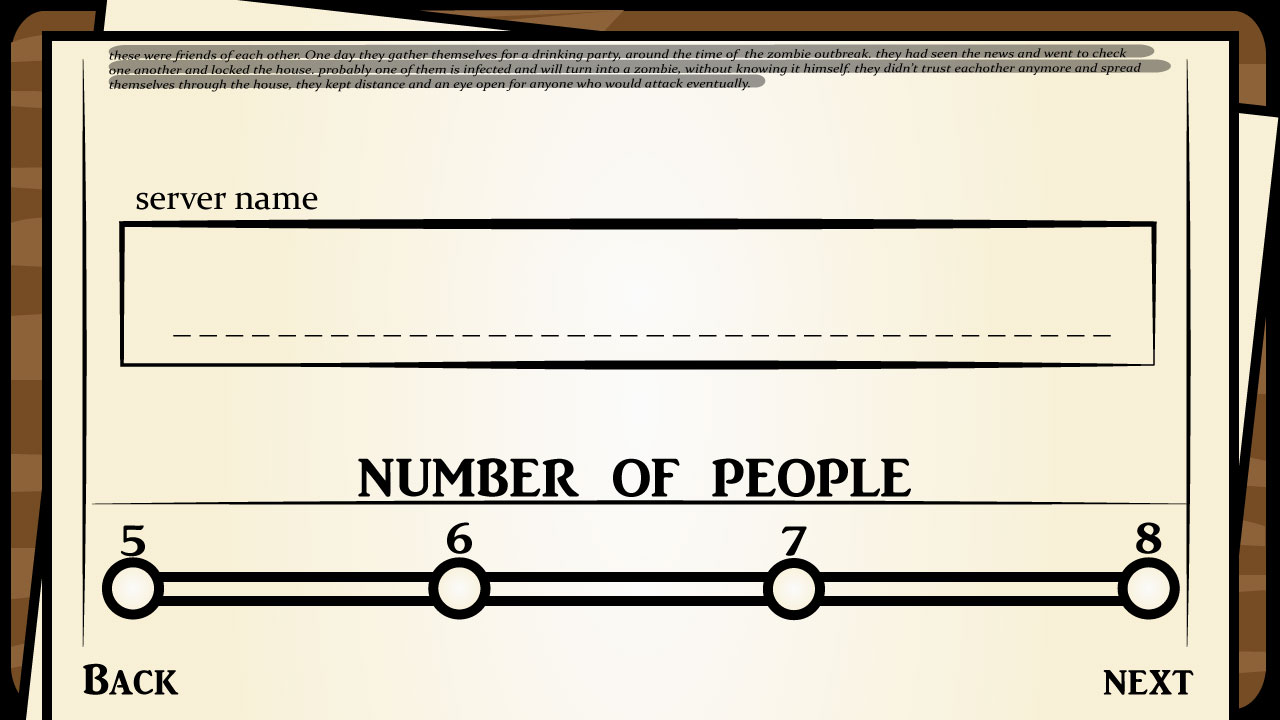 these were friends of each other. One day they gather themselves for a drinking party, around the time of the zombie outbreak. they had seen the news and went to check
one another and locked the house. probably one of them is infected and will turn into a zombie, without knowing it himself. they didn't trust eachother anymore and spread
themselves through the house, they kept distance and an eye open for anyone who would attack eventually.
server name
NUMBER OF PEOPLE
5 6 7 8
BACK NEXT